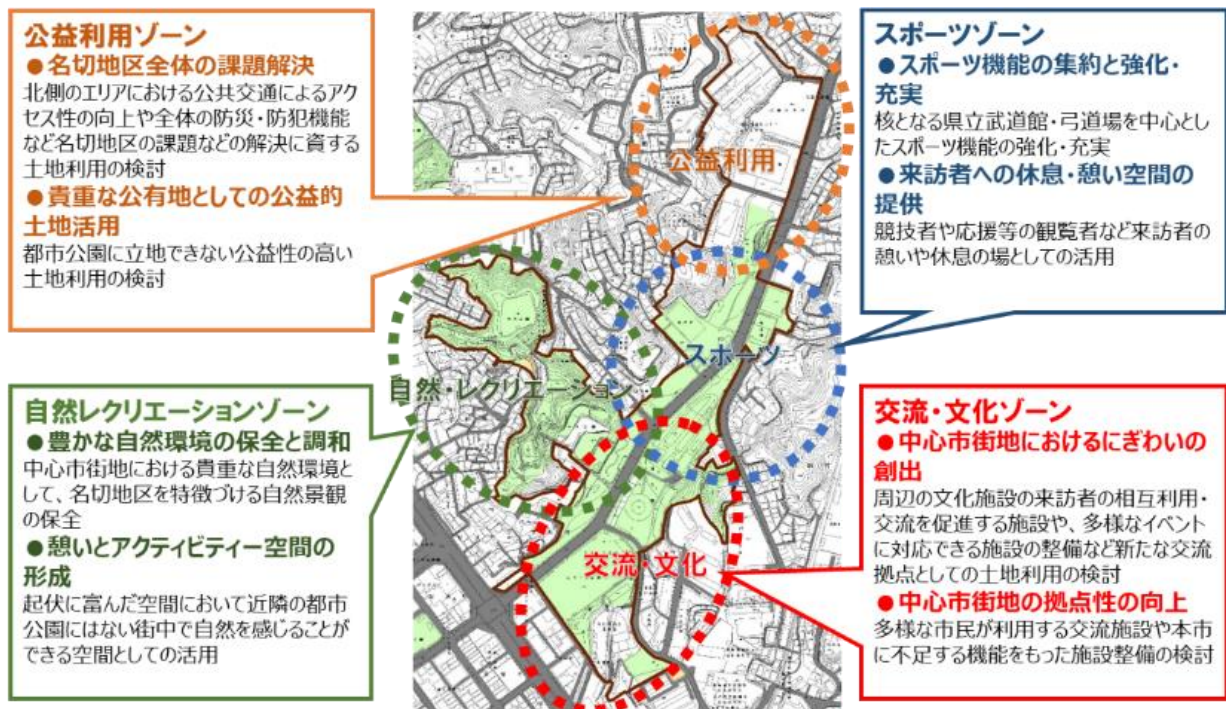 公益利用ゾーン
●名切地区全体の課題解決
北側のエリアにおける公共交通によるアク
セス性の向上や全体の防災・防犯機能
など名切地区の課題などの解決に資する
土地利用の検討
●貴重な公有地としての公益的
土地活用
都市公園に立地できない公益性の高い
土地利用の検討
スポーツゾーン
●スポーツ機能の集約と強化・
充実
核となる県立武道館・弓道場を中心とし
たスポーツ機能の強化・充実
●来訪者への休息・憩い空間の
提供
競技者や応援等の観覧者など来訪者の
憩いや休息の場としての活用
公益利用
スポーツ
自然・レクリエーション
交流・文化
自然レクリエーションゾーン
●豊かな自然環境の保全と調和
中心市街地における貴重な自然環境と
して、名切地区を特徴づける自然景観
の保全
●憩いとアクティビティー空間の
形成
起伏に富んだ空間において近隣の都市
公園にはない街中で自然を感じることが
できる空間としての活用
交流・文化ゾーン
●中心市街地におけるにぎわいの
創出
周辺の文化施設の来訪者の相互利用・
交流を促進する施設や、多様なイベント
に対応できる施設の整備など新たな交流
拠点としての土地利用の検討
●中心市街地の拠点性の向上
多様な市民が利用する交流施設や本市
に不足する機能をもった施設整備の検討